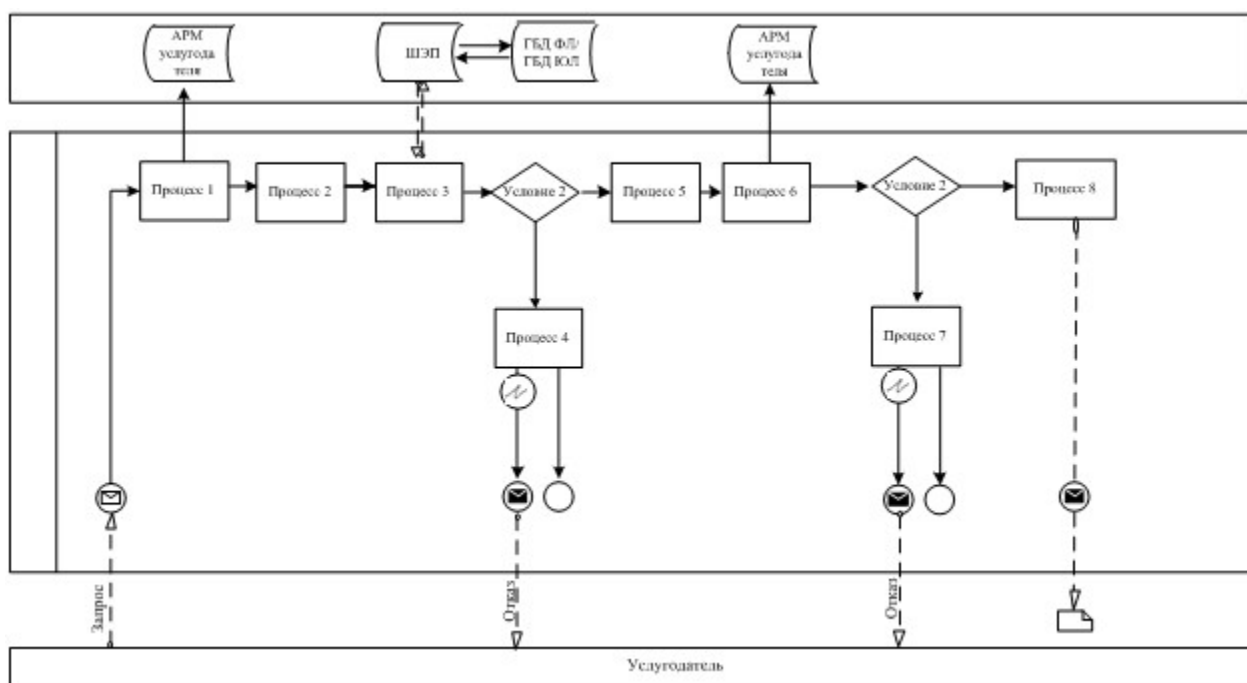 АРМ
услугода
теля
ШЭП
ГБД ФЛ/
ГБД ЮЛ
АРМ
услугода
теля
Процесс 1
Процесс 2
Процесс 3
Условие 2
Процесс 5
Процесс 6
Условие 2
Процесс 8
Процесс 4
Процесс 7
Запрос
Отказ
Отказ
Услугодатель